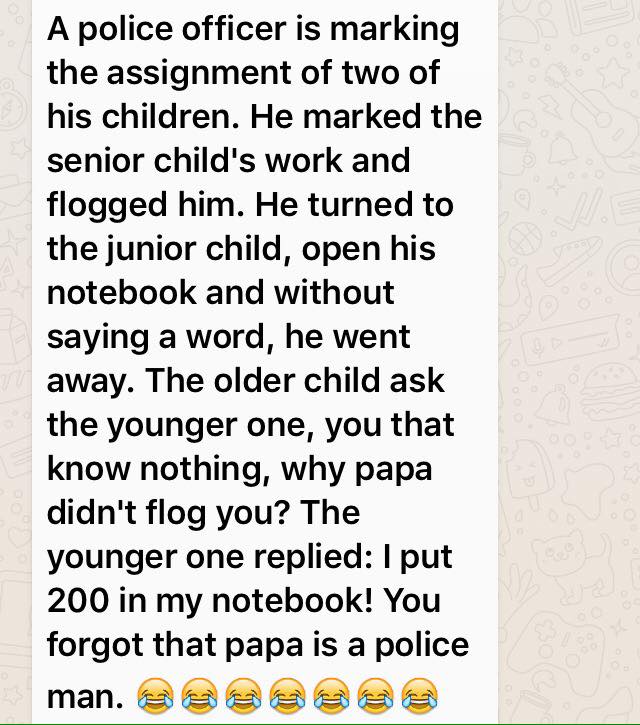 A police officer is marking
the assignment of two of
his children. He marked the
senior child's work and
flogged him. He turned to
the junior child, open his
notebook and without
saying a word, he went
away. The older child ask
the younger one, you that
know nothing, why papa
didn't flog you? The
younger one replied: I put
200 in my notebook! You
forgot that papa is a police
man. 😂😂😂😂😂😂😂